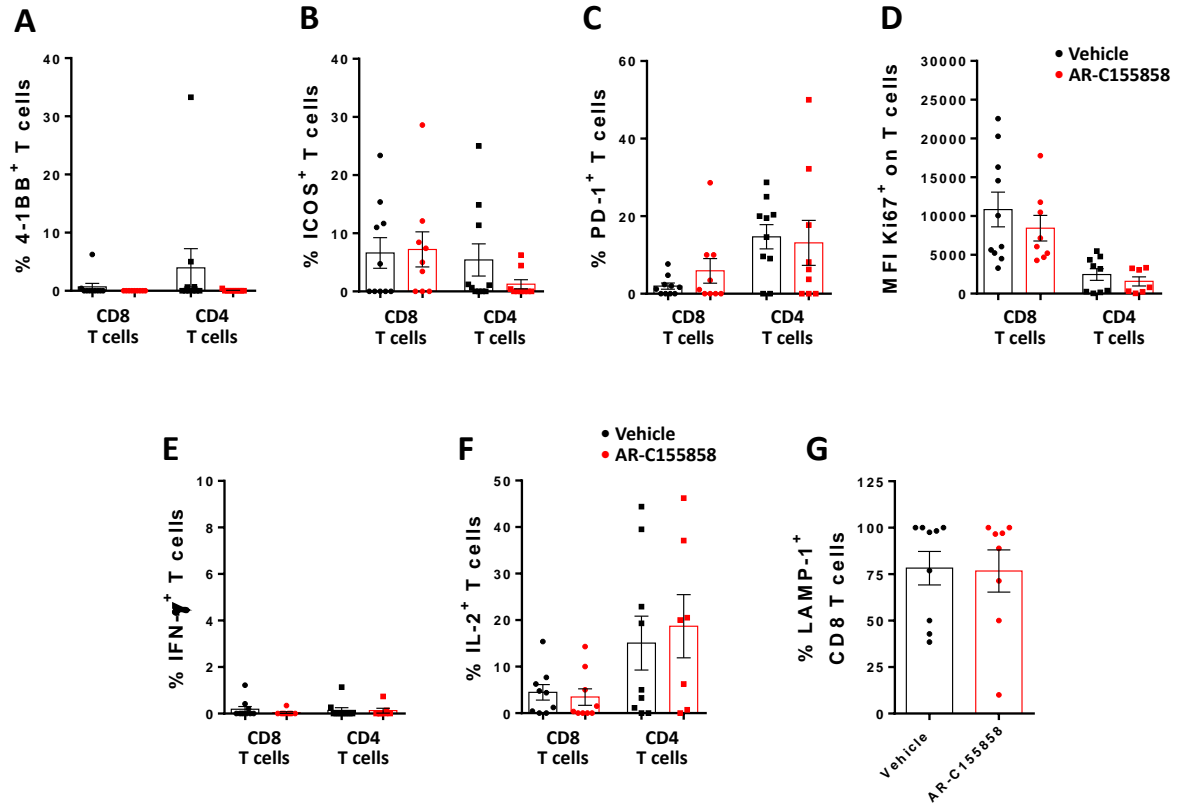 A
% 4-1BB+ T cells
40
30
20
10
0
CD8
T cells
CD4
T cells
B
% ICOS+ T cells
40
30
20
10
0
CD8
T cells
CD4
T cells
C
% PD-1+ T cells
60
40
20
0
CD8
T cells
CD4
T cells
D
Vehicle
AR-C155858
MFI Ki67+ on T cells
30000
25000
20000
15000
10000
5000
0
CD8
T cells
CD4
T cells
E
% IFN-+ T cells
10
8
6
4
2
0
CD8
T cells
CD4
T cells
F
Vehicle
AR-C155858
% IL-2+ T cells
50
40
30
20
10
0
CD8
T cells
CD4
T cells
G
% LAMP-1+
CD8 T cells
125
100
75
50
25
0
Vehicle
AR-C155858